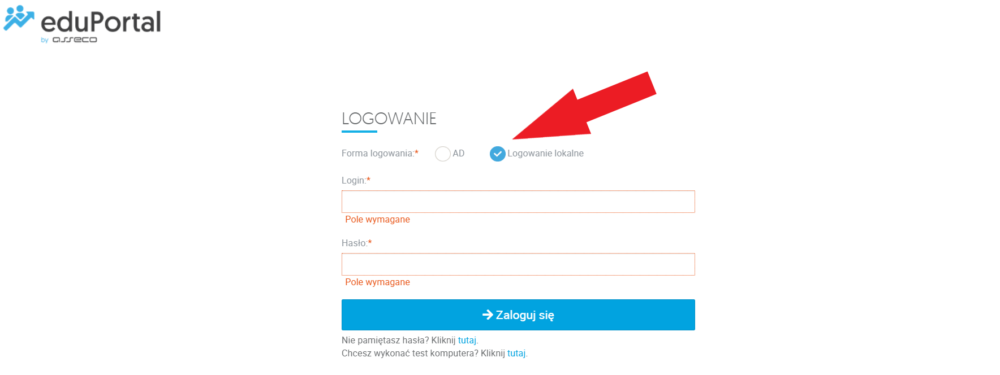 eduPortal
by asseco
LOGOWANIE
Forma logowania:* AD Logowanie lokalne
Login:*
Pole wymagane
Hasło:*
Pole wymagane
Zaloguj się
Nie pamiętasz hasła? Kliknij tutaj.
Chcesz wykonać test komputera? Kliknij tutaj.